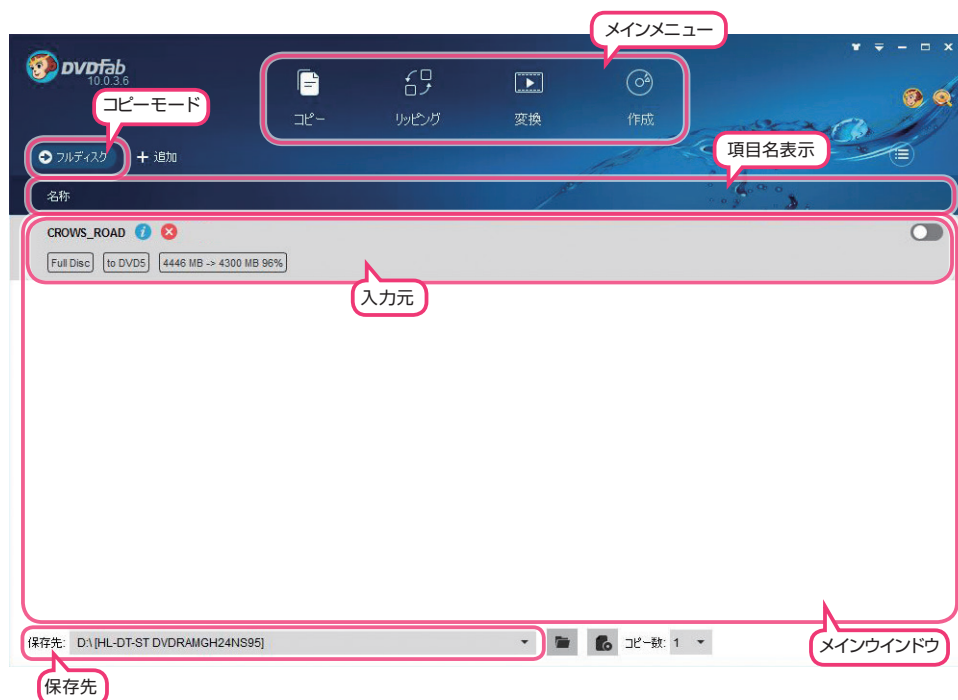 メインメニュー
DVDFab
10.0.3.6
コピーモード
コピー
リッピング
変換
作成
項目名表示
フルディスク
追加
名称
CROWS_ROAD
Full Disc
to DVD5
4446 MB -> 4300 MB 96%
入力元
保存先: D:\ [HL-DT-ST DVDRAMGH24NS95]
コピー数: 1
メインウインドウ
保存先